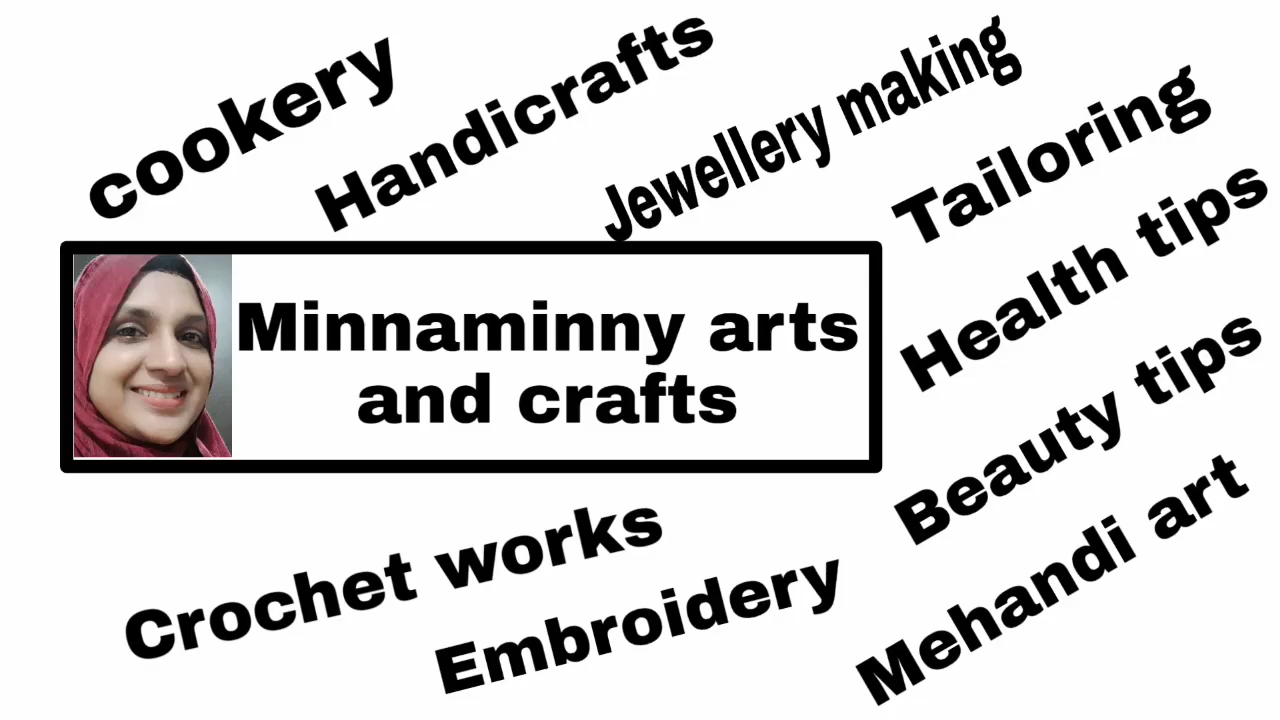 cookery
Handicrafts
Jewellery making
Tailoring
Health tips
Minnaminny arts
and crafts
Beauty tips
Mehandi art
Crochet works
Embroidery